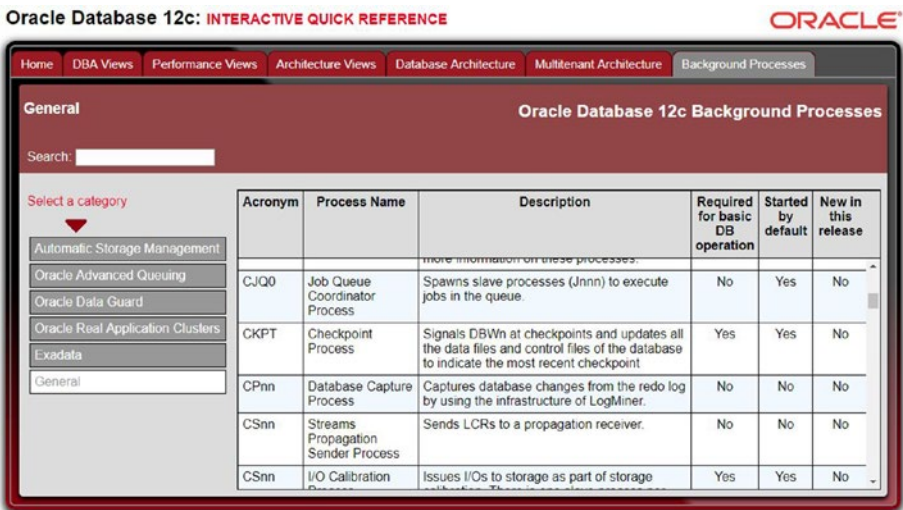 Oracle Database 12c: INTERACTIVE QUICK REFERENCE
ORACLE
Home
DBA Views
Performance Views
Architecture Views
Database Architecture
Multitenant Architecture
Background Processes
General
Oracle Database 12c Background Processes
Search:
Select a category
Automatic Storage Management
Oracle Advanced Queuing
Oracle Data Guard
Oracle Real Application Clusters
Exadata
General
Acronym
Process Name
Description
Required
for basic
DB
operation
Started
by
default
New in
this
release
more information on these processes.
CJQ0
Job Queue
Coordinator
Process
Spawns slave processes (Jnnn) to execute
jobs in the queue.
No
Yes
No
CKPT
Checkpoint
Process
Signals DBWn at checkpoints and updates all
the data files and control files of the database
to indicate the most recent checkpoint
Yes
Yes
No
CPnn
Database Capture
Process
Captures database changes from the redo log
by using the infrastructure of LogMiner.
No
No
No
CSnn
Streams
Propagation
Sender Process
Sends LCRs to a propagation receiver.
No
No
No
CSnn
I/O Calibration
Issues I/Os to storage as part of storage
Yes
Yes
No